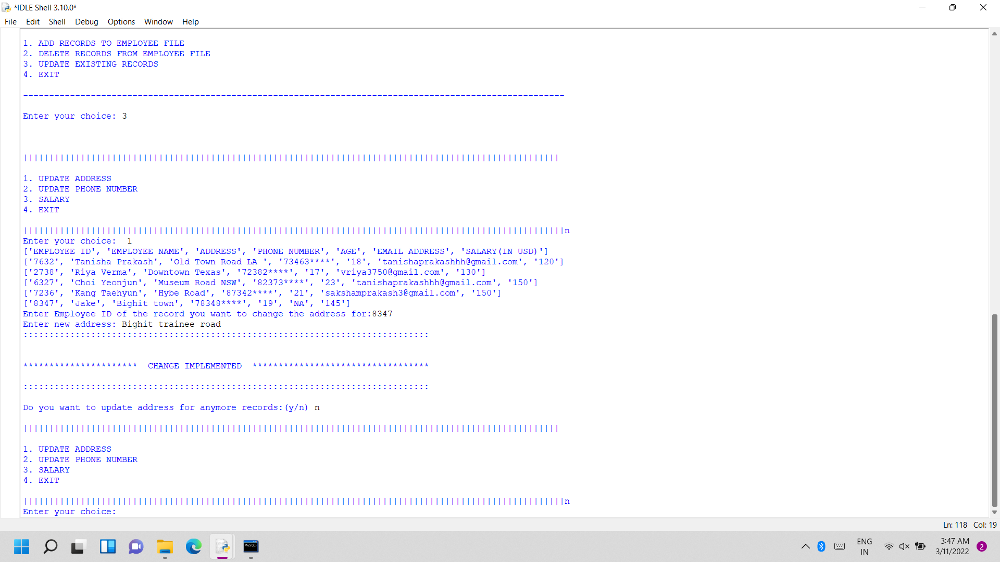 *IDLE Shell 3.10.0*
File Edit Shell Debug Options Window Help
1. ADD RECORDS TO EMPLOYEE FILE
2. DELETE RECORDS FROM EMPLOYEE FILE
3. UPDATE EXISTING RECORDS
4. EXIT
--------------------------------------------------------------------------------------------------------
Enter your choice: 3
|||||||||||||||||||||||||||||||||||||||||||||||||||||||||||||||||||||||||||||||||||||||||||||||||||||||
1. UPDATE ADDRESS
2. UPDATE PHONE NUMBER
3. SALARY
4. EXIT
||||||||||||||||||||||||||||||||||||||||||||||||||||||||||||||||||||||||||||||||||||||||||||||||||||||||n
Enter your choice:  1
['EMPLOYEE ID', 'EMPLOYEE NAME', 'ADDRESS', 'PHONE NUMBER', 'AGE', 'EMAIL ADDRESS', 'SALARY(IN USD)']
['7632', 'Tanisha Prakash', 'Old Town Road LA ', '73463****', '18', 'tanishaprakashhh@gmail.com', '120']
['2738', 'Riya Verma', 'Downtown Texas', '72382****', '17', 'vriya3750@gmail.com', '130']
['6327', 'Choi Yeonjun', 'Museum Road NSW', '82373****', '23', 'tanishaprakashhh@gmail.com', '150']
['7236', 'Kang Taehyun', 'Hybe Road', '87342****', '21', 'sakshamprakash3@gmail.com', '150']
['8347', 'Jake', 'Bighit town', '78348****', '19', 'NA', '145']
Enter Employee ID of the record you want to change the address for:8347
Enter new address: Bighit trainee road
::::::::::::::::::::::::::::::::::::::::::::::::::::::::::::::::::::::::::::::
**********************  CHANGE IMPLEMENTED  **********************************
::::::::::::::::::::::::::::::::::::::::::::::::::::::::::::::::::::::::::::::
Do you want to update address for anymore records:(y/n) n
|||||||||||||||||||||||||||||||||||||||||||||||||||||||||||||||||||||||||||||||||||||||||||||||||||||||
1. UPDATE ADDRESS
2. UPDATE PHONE NUMBER
3. SALARY
4. EXIT
||||||||||||||||||||||||||||||||||||||||||||||||||||||||||||||||||||||||||||||||||||||||||||||||||||||||n
Enter your choice:
Ln: 118 Col: 19
MySQL
ENG
IN
3:47 AM
3/11/2022
2